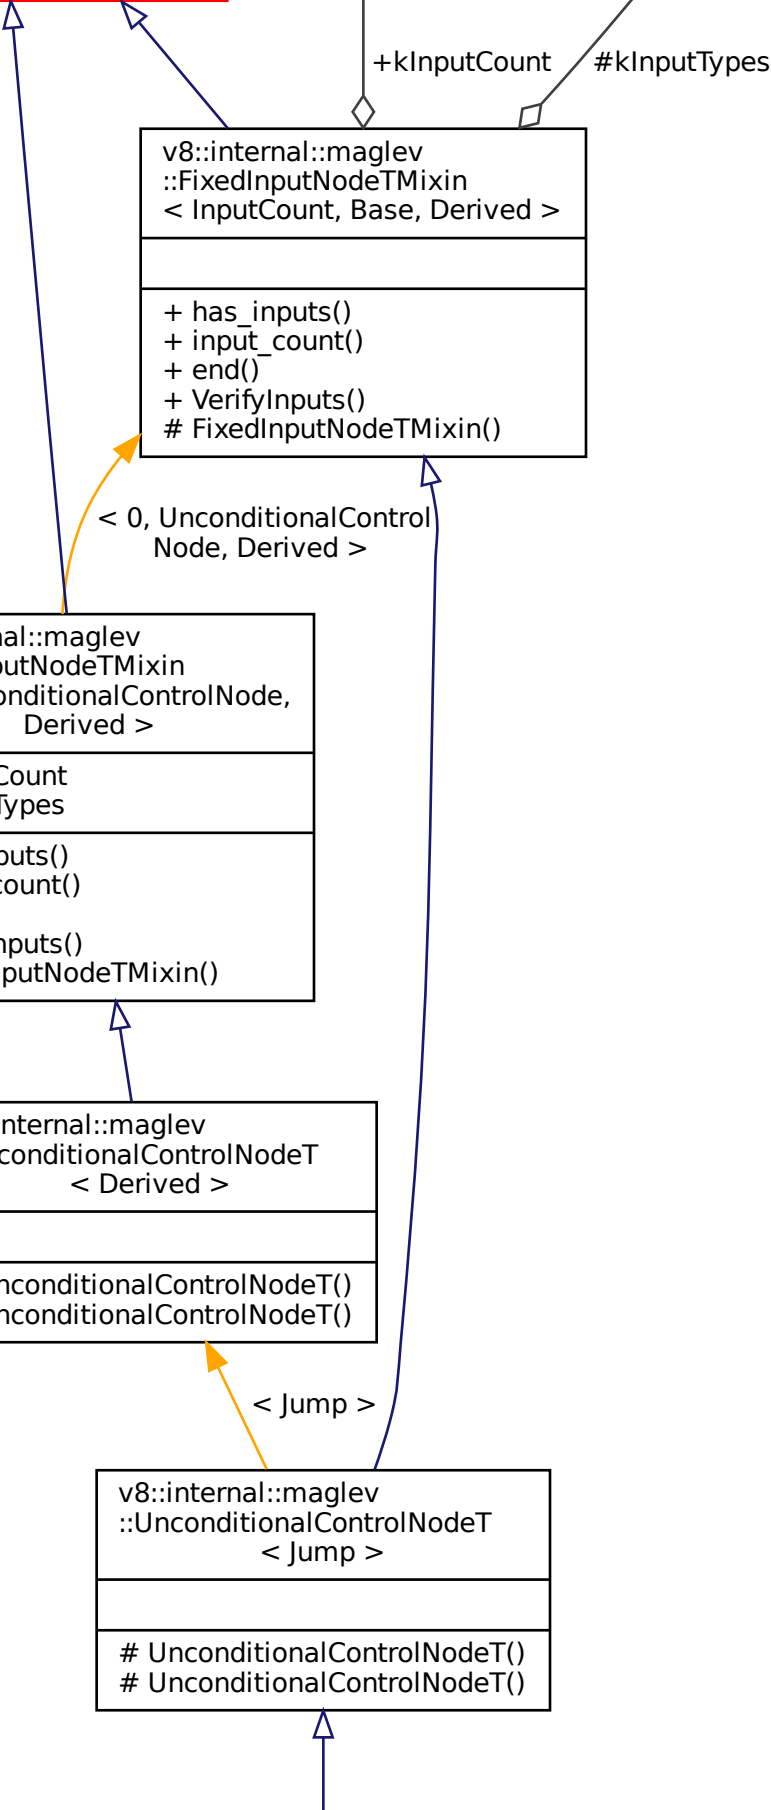 +kInputCount
#kInputTypes
v8::internal::maglev
::FixedInputNodeTMixin
< InputCount, Base, Derived >
+ has_inputs()
+ input_count()
+ end()
+ VerifyInputs()
# FixedInputNodeTMixin()
< 0, UnconditionalControl
Node, Derived >
nal::maglev
putNodeTMixin
onditionalControlNode,
Derived >
Count
Types
puts()
count()
nputs()
putNodeTMixin()
nternal::maglev
conditionalControlNodeT
< Derived >
nconditionalControlNodeT()
nconditionalControlNodeT()
< Jump >
v8::internal::maglev
::UnconditionalControlNodeT
< Jump >
# UnconditionalControlNodeT()
# UnconditionalControlNodeT()